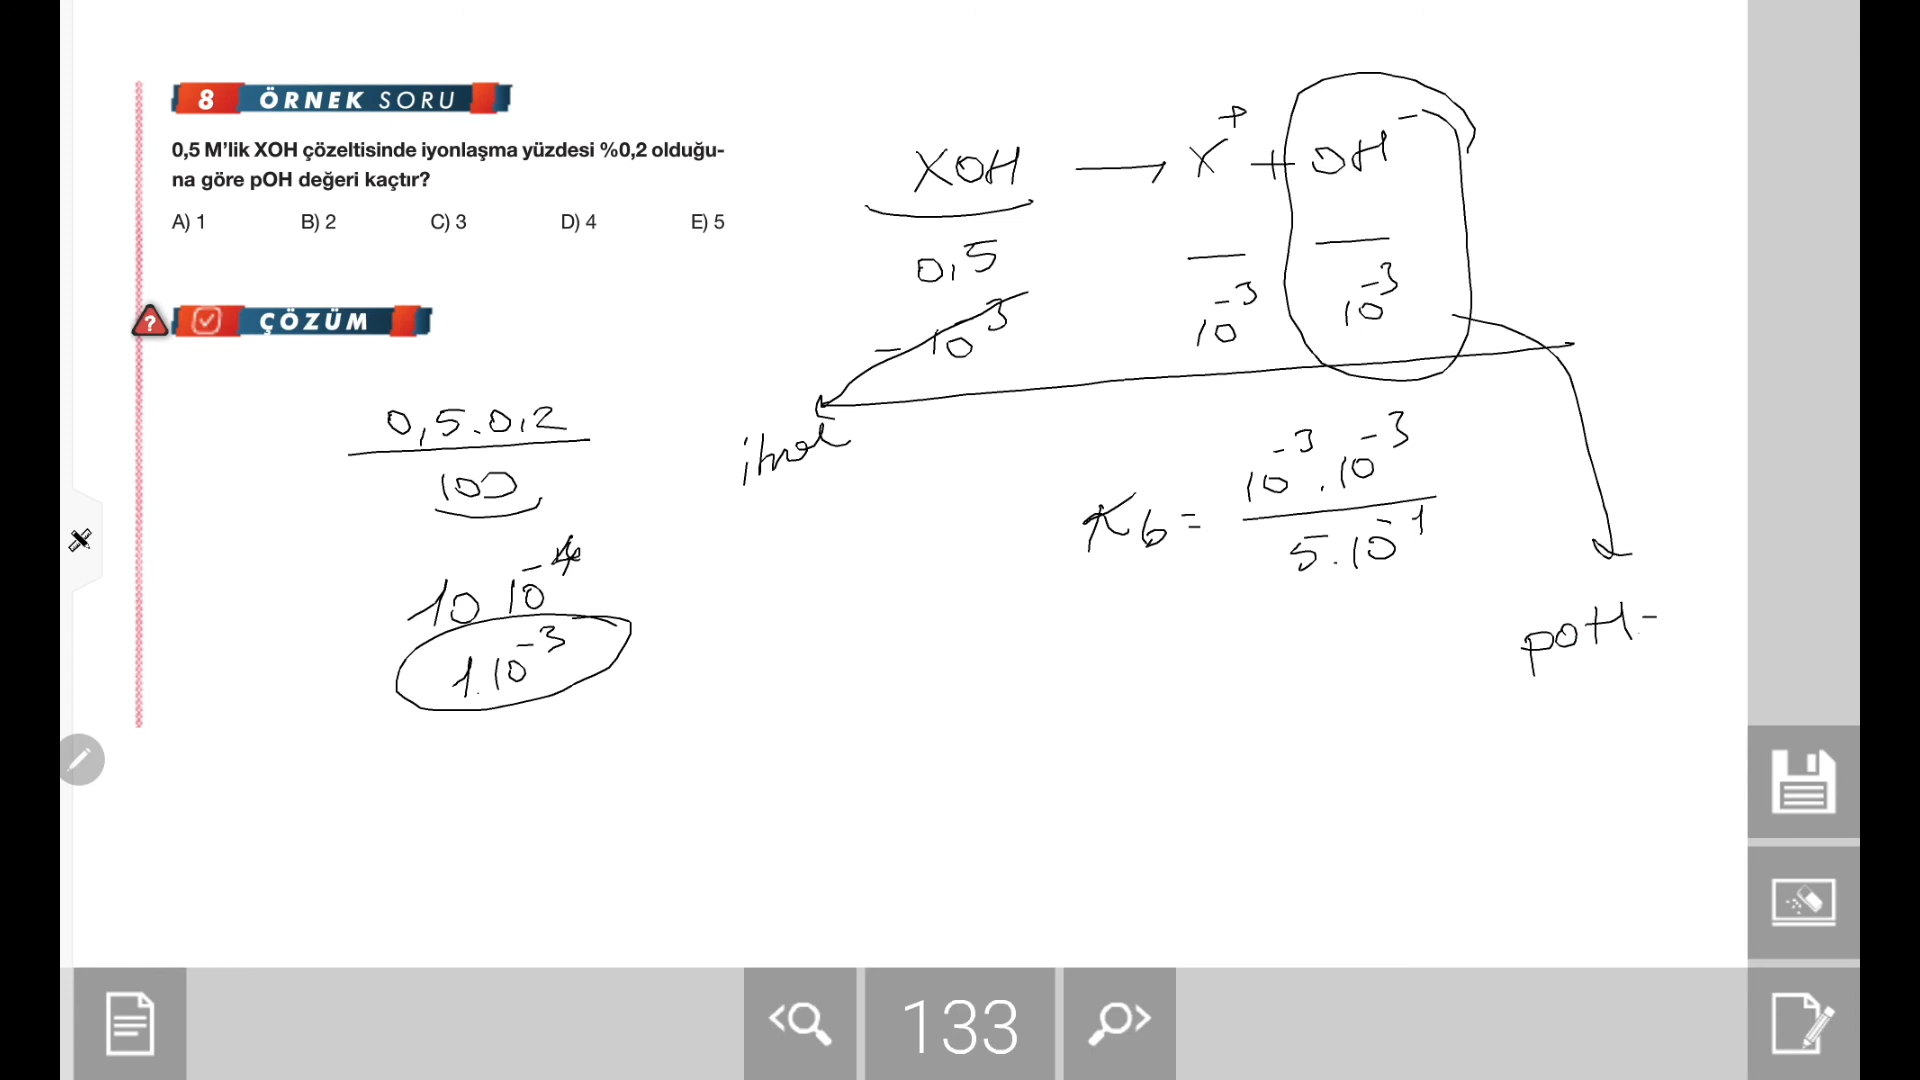 8 ÖRNEK SORU
0,5 M’lik XOH çözeltisinde iyonlaşma yüzdesi %0,2 olduğu-
na göre pOH değeri kaçtır?
A) 1 B) 2 C) 3 D) 4 E) 5
? ÇÖZÜM
0,5.0,2
100
10 10⁻⁴
1.10⁻³
XOH → X⁺ + OH⁻
0,5
-10⁻³ 10⁻³ 10⁻³
ihmal
Kb = 10⁻³.10⁻³
5.10⁻¹
pOH =
133